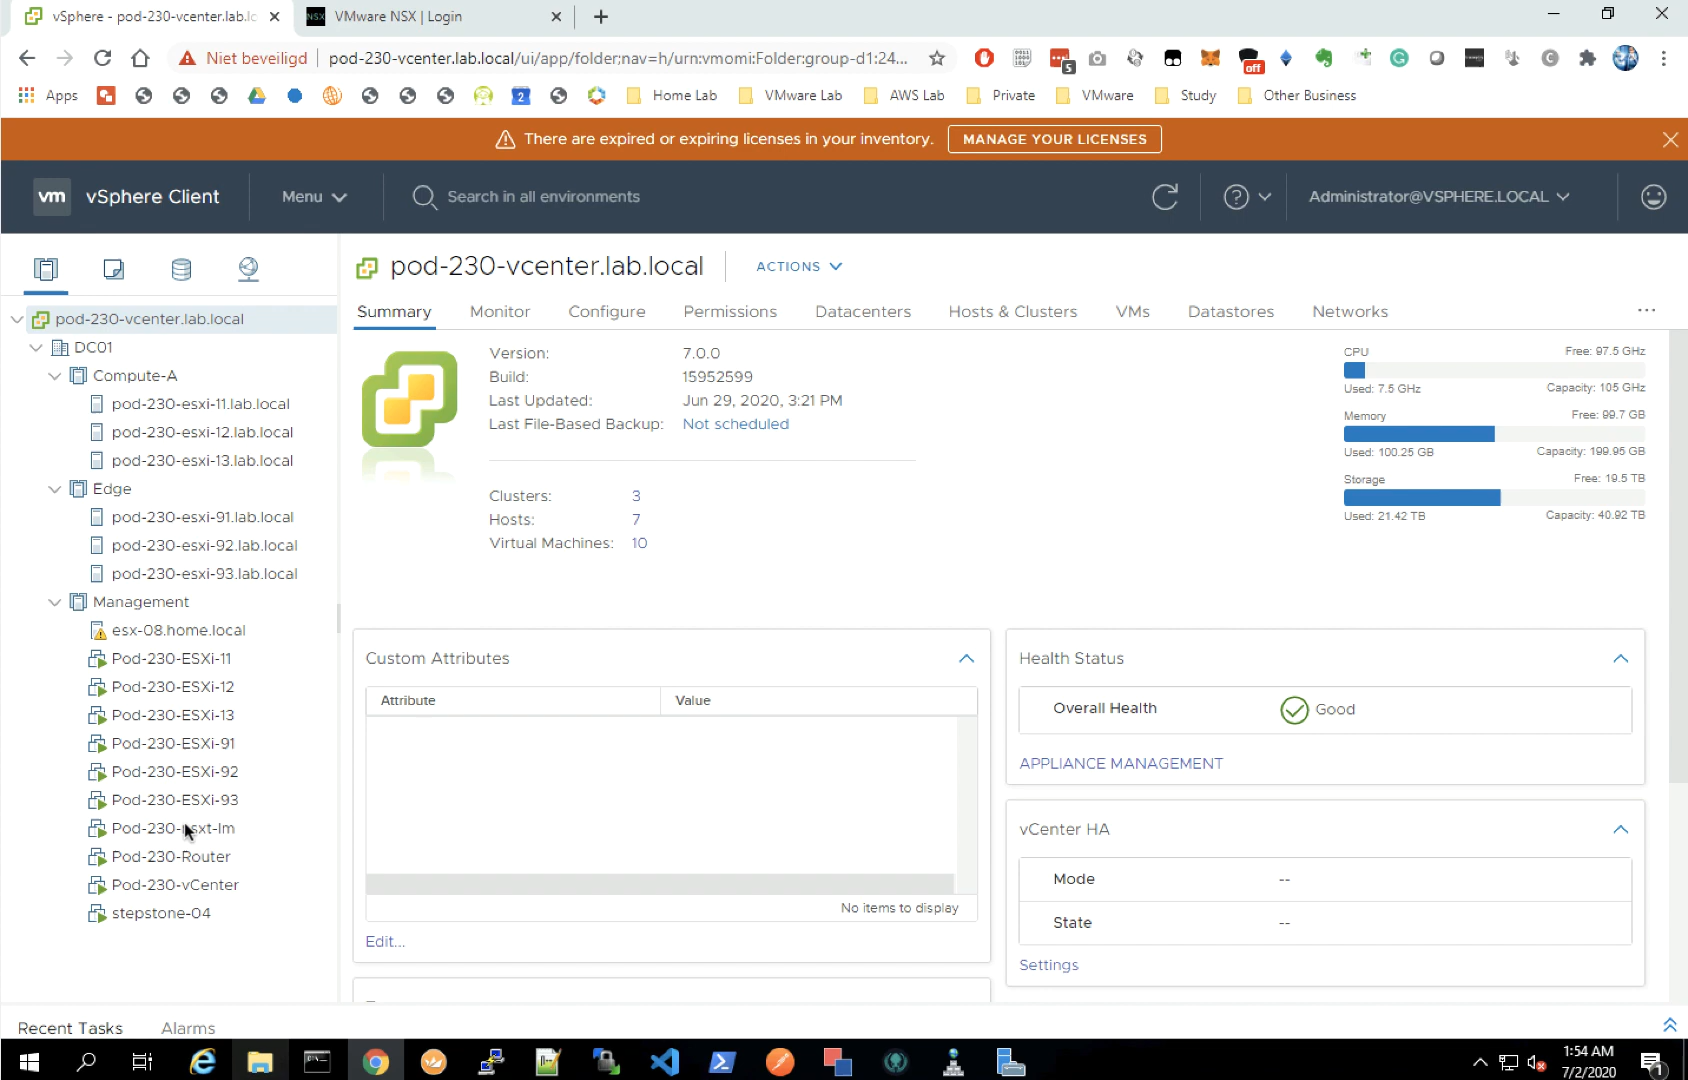 vSphere - pod-230-vcenter.lab.lc
NSX
VMware NSX | Login
Niet beveiligd
pod-230-vcenter.lab.local/ui/app/folder;nav=h/urn:vmomi:Folder:group-d1:24...
5
off
Apps
2
Home Lab
VMware Lab
AWS Lab
Private
VMware
Study
Other Business
There are expired or expiring licenses in your inventory.
MANAGE YOUR LICENSES
vm
vSphere Client
Menu
Search in all environments
Administrator@VSPHERE.LOCAL
pod-230-vcenter.lab.local
DC01
Compute-A
pod-230-esxi-11.lab.local
pod-230-esxi-12.lab.local
pod-230-esxi-13.lab.local
Edge
pod-230-esxi-91.lab.local
pod-230-esxi-92.lab.local
pod-230-esxi-93.lab.local
Management
esx-08.home.local
Pod-230-ESXi-11
Pod-230-ESXi-12
Pod-230-ESXi-13
Pod-230-ESXi-91
Pod-230-ESXi-92
Pod-230-ESXi-93
Pod-230-nsxt-lm
Pod-230-Router
Pod-230-vCenter
stepstone-04
pod-230-vcenter.lab.local
ACTIONS
Summary
Monitor
Configure
Permissions
Datacenters
Hosts & Clusters
VMs
Datastores
Networks
...
Version: 7.0.0
Build: 15952599
Last Updated: Jun 29, 2020, 3:21 PM
Last File-Based Backup: Not scheduled
Clusters: 3
Hosts: 7
Virtual Machines: 10
CPU Free: 97.5 GHz
Used: 7.5 GHz Capacity: 105 GHz
Memory Free: 99.7 GB
Used: 100.25 GB Capacity: 199.95 GB
Storage Free: 19.5 TB
Used: 21.42 TB Capacity: 40.92 TB
Custom Attributes
Attribute Value
No items to display
Edit...
Health Status
Overall Health Good
APPLIANCE MANAGEMENT
vCenter HA
Mode --
State --
Settings
Recent Tasks
Alarms
1:54 AM
7/2/2020
1